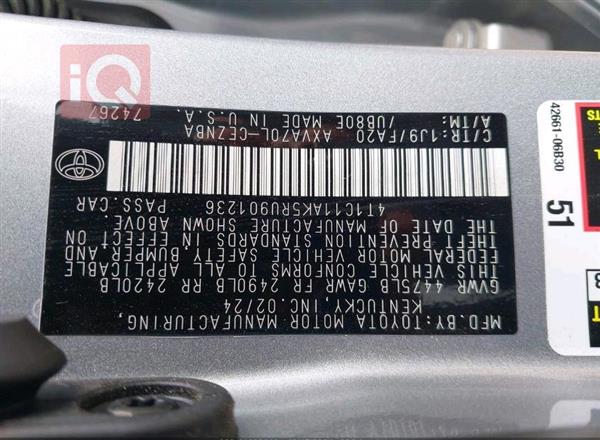 MFD.BY:TOYOTA MOTOR MANUFACTURING,
KENTUCKY, INC.02/24
GVWR 4475LB GAWR FR 2490LB RR 2420LB
THIS VEHICLE CONFORMS TO ALL APPLICABLE
FEDERAL MOTOR VEHICLE SAFETY, BUMPER AND
THEFT PREVENTION STANDARDS IN EFFECT ON
THE DATE OF MANUFACTURE SHOWN ABOVE.
4T1C11AK5RU901236 PASS.CAR
C/TR:1J9/FA20
AXVA70L-CEZNBA
A/TM: /UB80E MADE IN U.S.A.
74267
42661-06B30
51
iQ